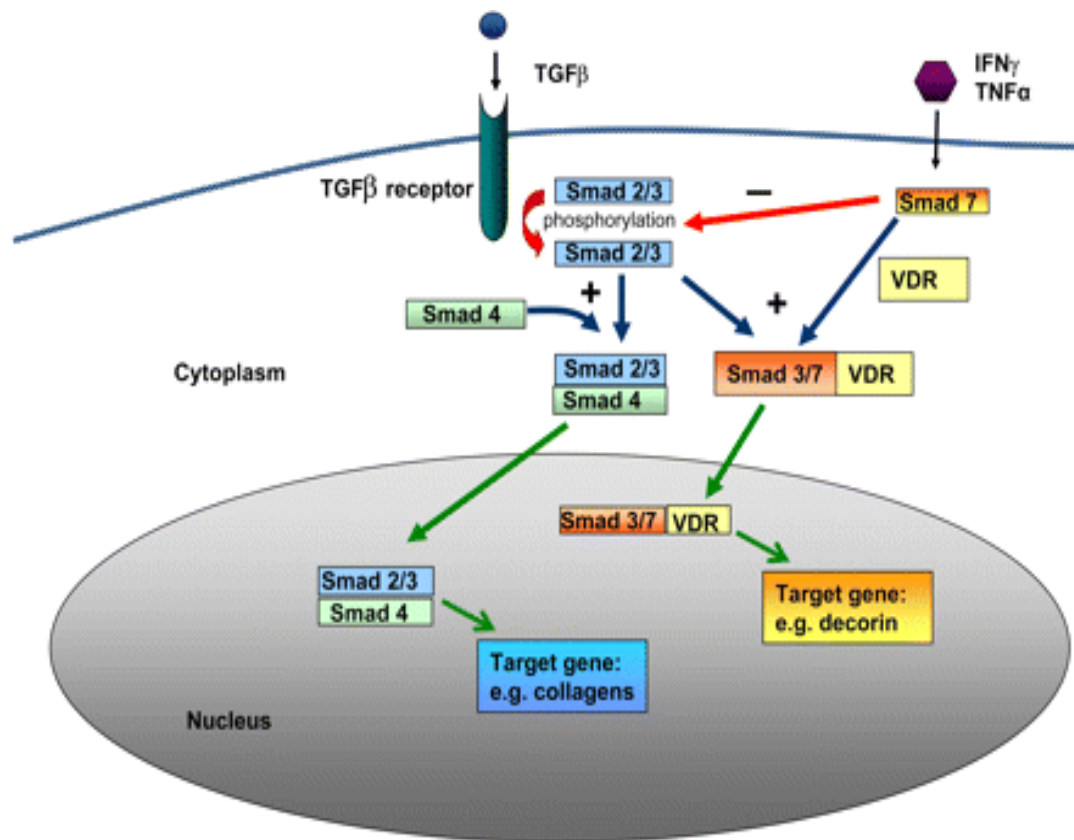 TGFβ
IFNγ
TNFα
TGFβ receptor
Smad 2/3
phosphorylation
Smad 2/3
–
Smad 7
VDR
+
+
Smad 4
Cytoplasm
Smad 2/3
Smad 4
Smad 3/7
VDR
Smad 3/7
VDR
Smad 2/3
Smad 4
Target gene:
e.g. decorin
Target gene:
e.g. collagens
Nucleus